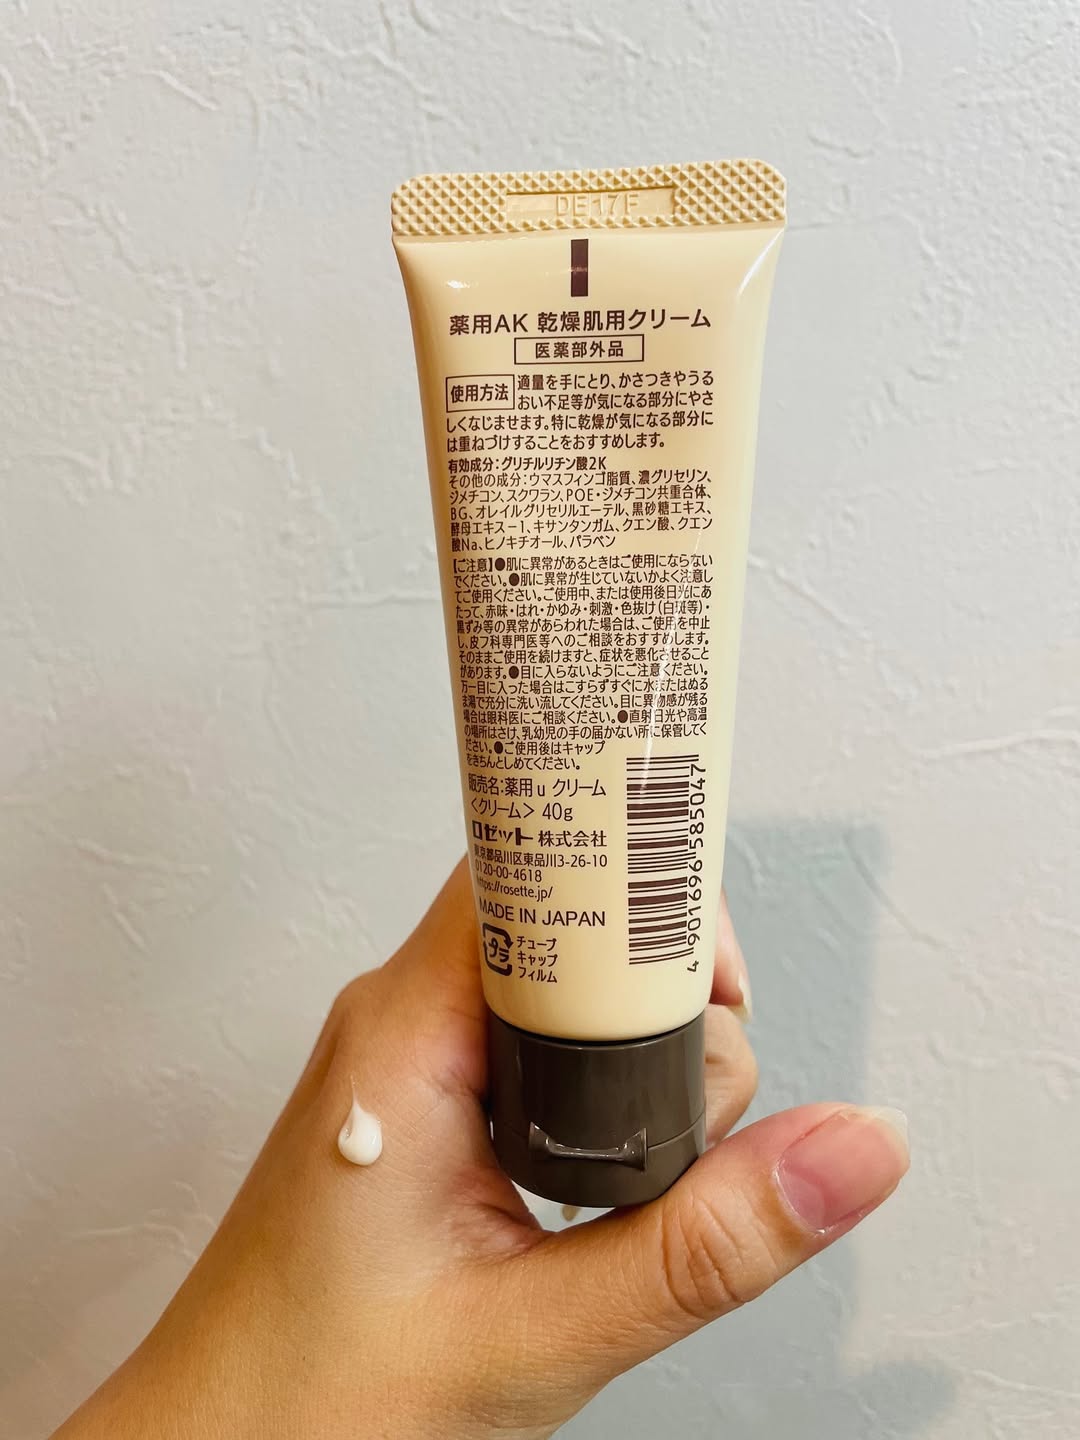 DE17F
薬用AK 乾燥肌用クリーム
医薬部外品
使用方法 適量を手にとり、かさつきやうる
おい不足等が気になる部分にやさ
しくなじませます。特に乾燥が気になる部分に
は重ねづけすることをおすすめします。
有効成分:グリチルリチン酸2K
その他の成分:ウマスフィンゴ脂質、濃グリセリン、
ジメチコン、スクワラン、POE・ジメチコン共重合体、
BG、オレイルグリセリルエーテル、黒砂糖エキス、
酵母エキス-1、キサンタンガム、クエン酸、クエン
酸Na、ヒノキチオール、パラベン
【ご注意】●肌に異常があるときはご使用にならない
でください。●肌に異常が生じていないかよく注意し
てご使用ください。ご使用中、または使用後日光にあ
たって、赤味・はれ・かゆみ・刺激・色抜け(白斑等)・
黒ずみ等の異常があらわれた場合は、ご使用を中止
し、皮フ科専門医等へのご相談をおすすめします。
そのままご使用を続けますと、症状を悪化させること
があります。●目に入らないようにご注意ください。
万一目に入った場合はこすらずすぐに水またはぬる
ま湯で充分に洗い流してください。目に異物感が残る
場合は眼科医にご相談ください。●直射日光や高温
の場所はさけ、乳幼児の手の届かない所に保管してく
ださい。●ご使用後はキャップ
をきちんとしめてください。
販売名:薬用 u クリーム
〈クリーム〉 40g
ロゼット 株式会社
東京都品川区東品川3-26-10
0120-00-4618
https://rosette.jp/
MADE IN JAPAN
プラ
チューブ
キャップ
フィルム
4 901696 585047